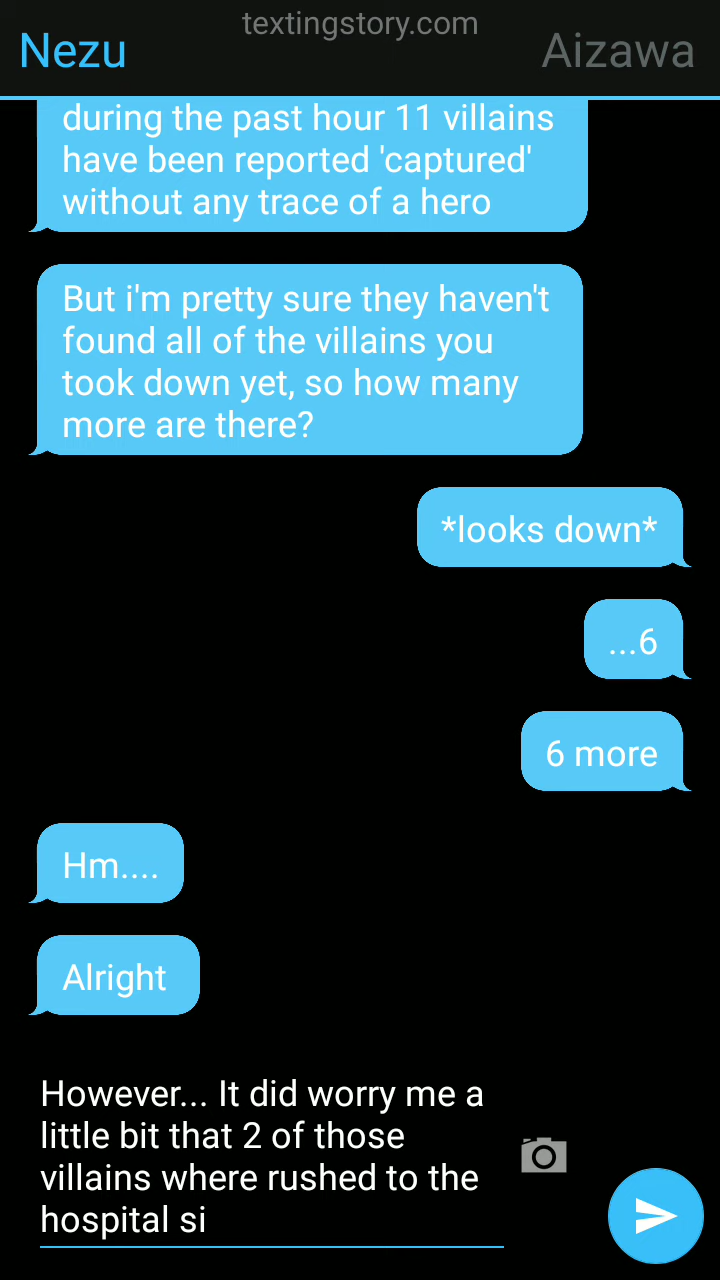 textingstory.com
Nezu
Aizawa
during the past hour 11 villains
have been reported 'captured'
without any trace of a hero
But i'm pretty sure they haven't
found all of the villains you
took down yet, so how many
more are there?
*looks down*
...6
6 more
Hm....
Alright
However... It did worry me a
little bit that 2 of those
villains where rushed to the
hospital si